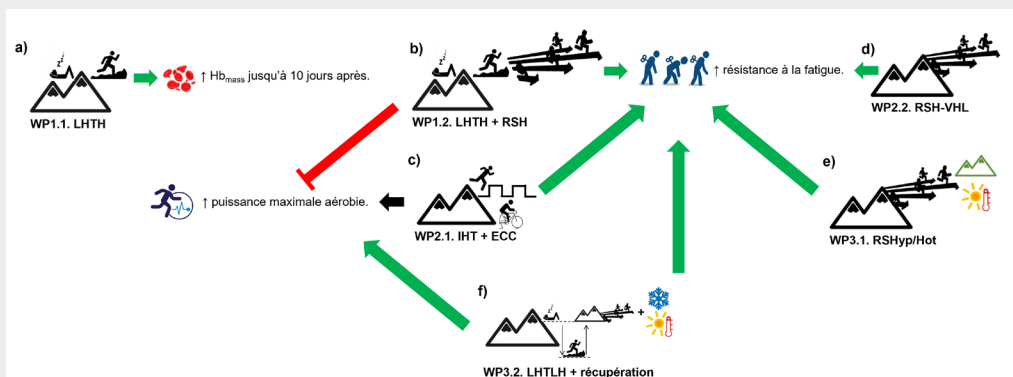 a)
↑ Hbmass jusqu'à 10 jours après.
WP1.1. LHTH
b)
WP1.2. LHTH + RSH
↑ résistance à la fatigue.
d)
WP2.2. RSH-VHL
c)
↑ puissance maximale aérobie.
WP2.1. IHT + ECC
e)
WP3.1. RSHyp/Hot
f)
+
WP3.2. LHTLH + récupération